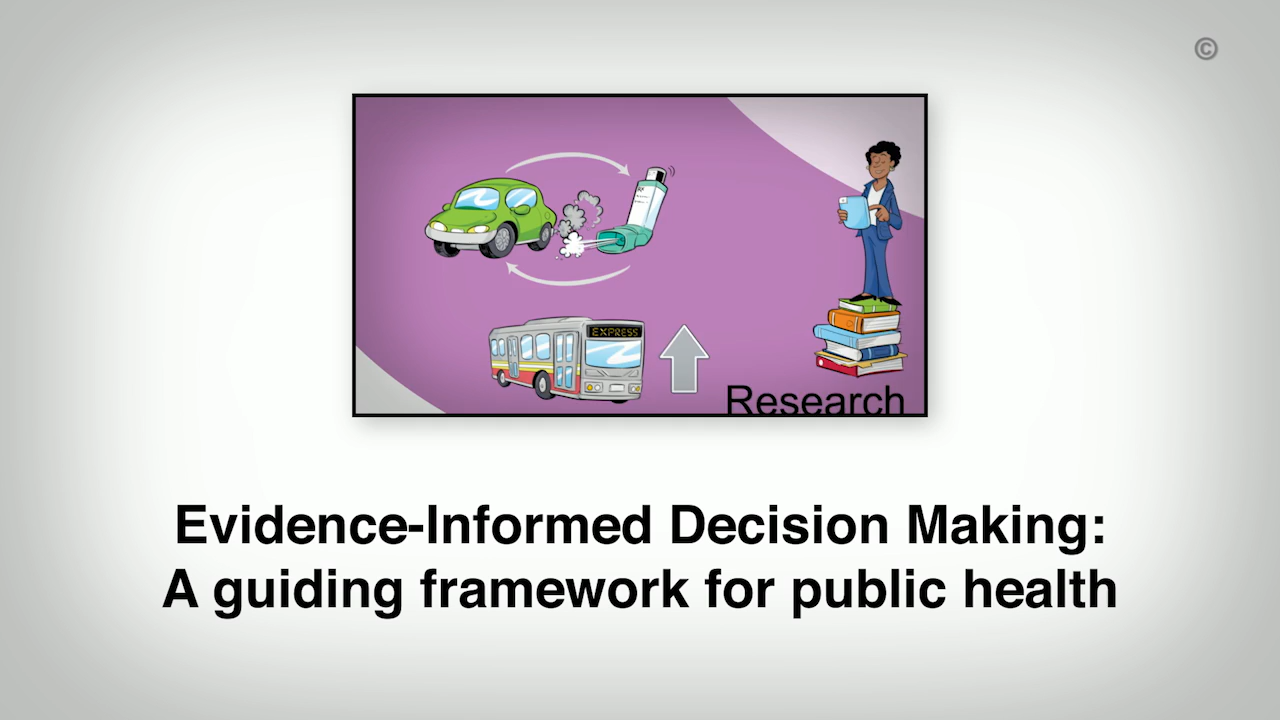 ©
EXPRESS
Research
Evidence-Informed Decision Making:
A guiding framework for public health